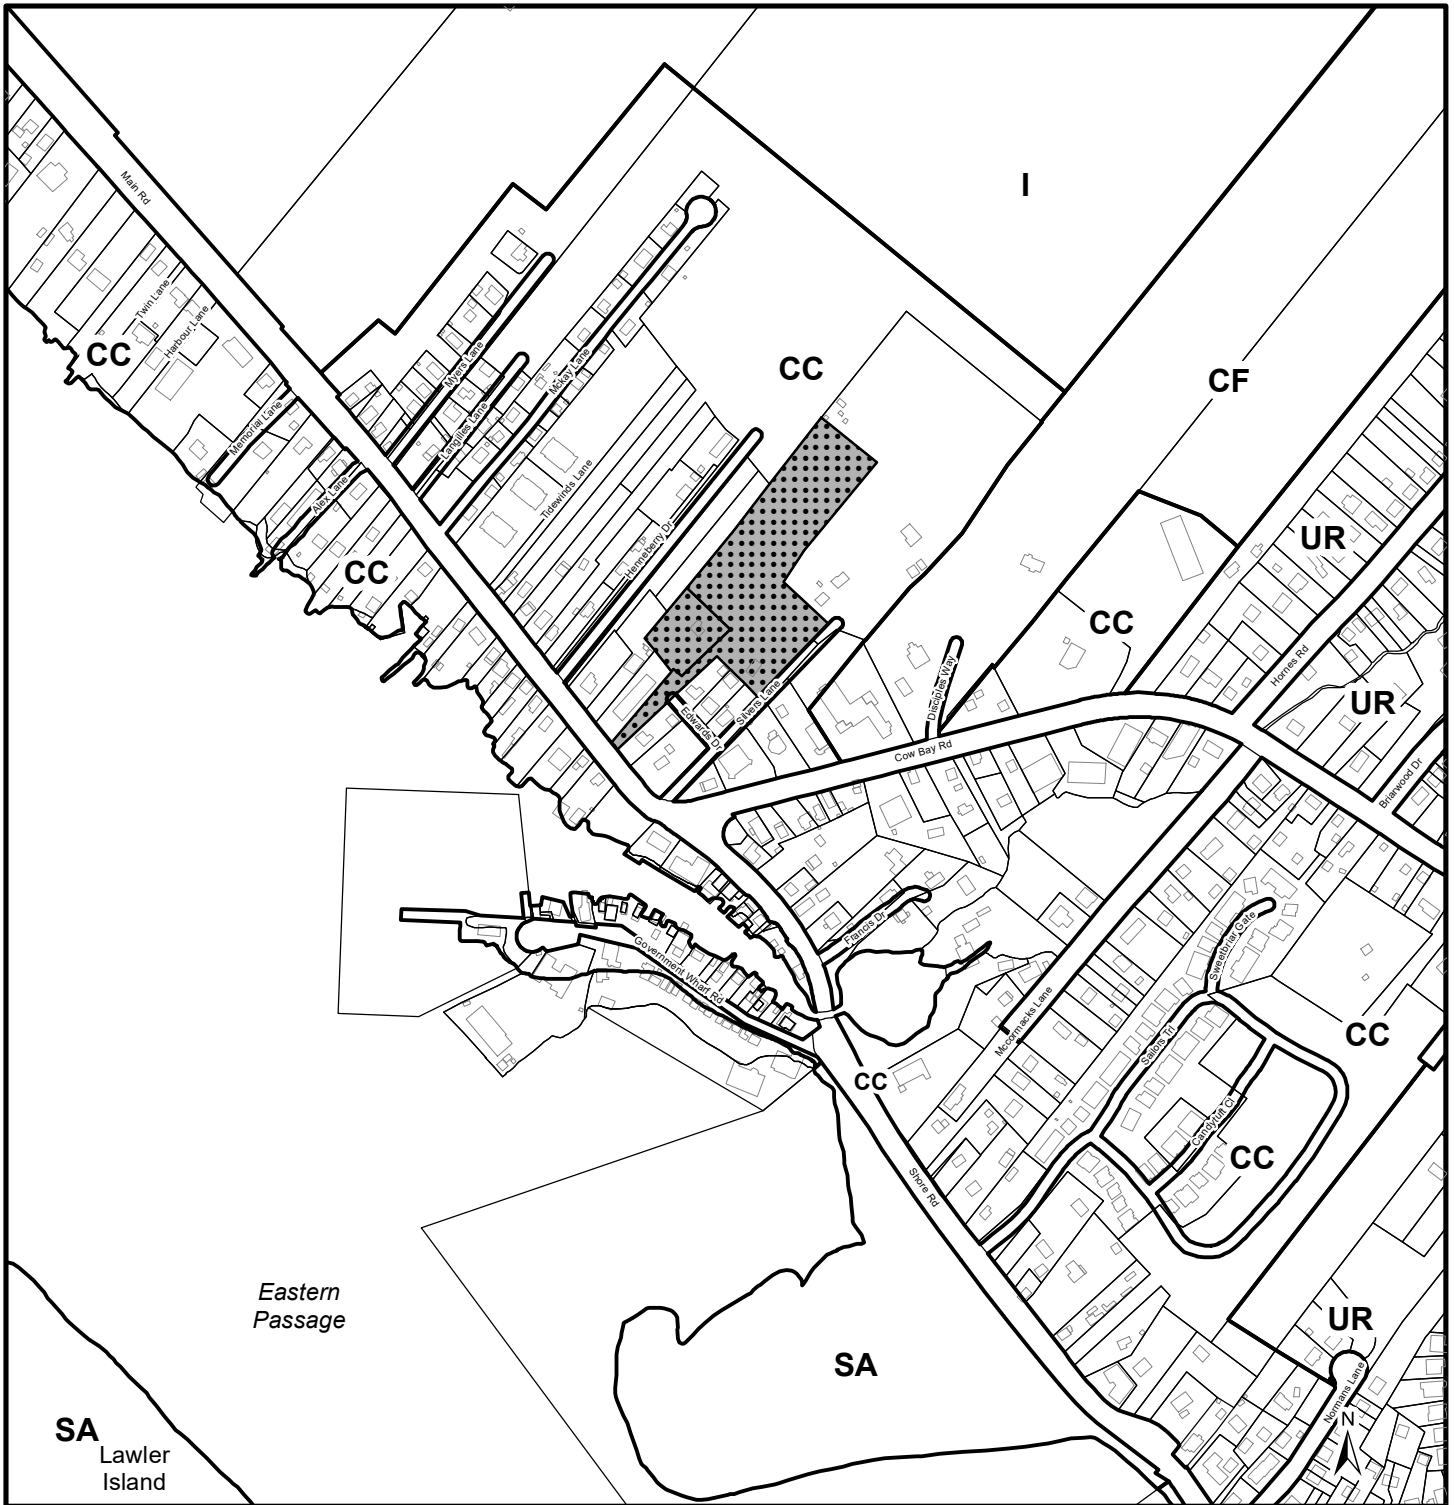 I
Main Rd
Twin Lane
Harbour Lane
CC
Myers Lane
Mckay Lane
CC
CF
Langilles Lane
Memorial Lane
Tidewinds Lane
Alex Lane
CC
Henneberry Dr
UR
CC
Hornes Rd
Disciples Way
Silvers Lane
Edwards Dr
UR
Cow Bay Rd
Briarwood Dr
Francis Dr
Sweetbriar Gate
Government Wharf Rd
Mccormacks Lane
Sailors Trl
CC
CC
Candytuft Cl
CC
Shore Rd
Eastern
Passage
UR
SA
Normans Lane
N
SA
Lawler
Island